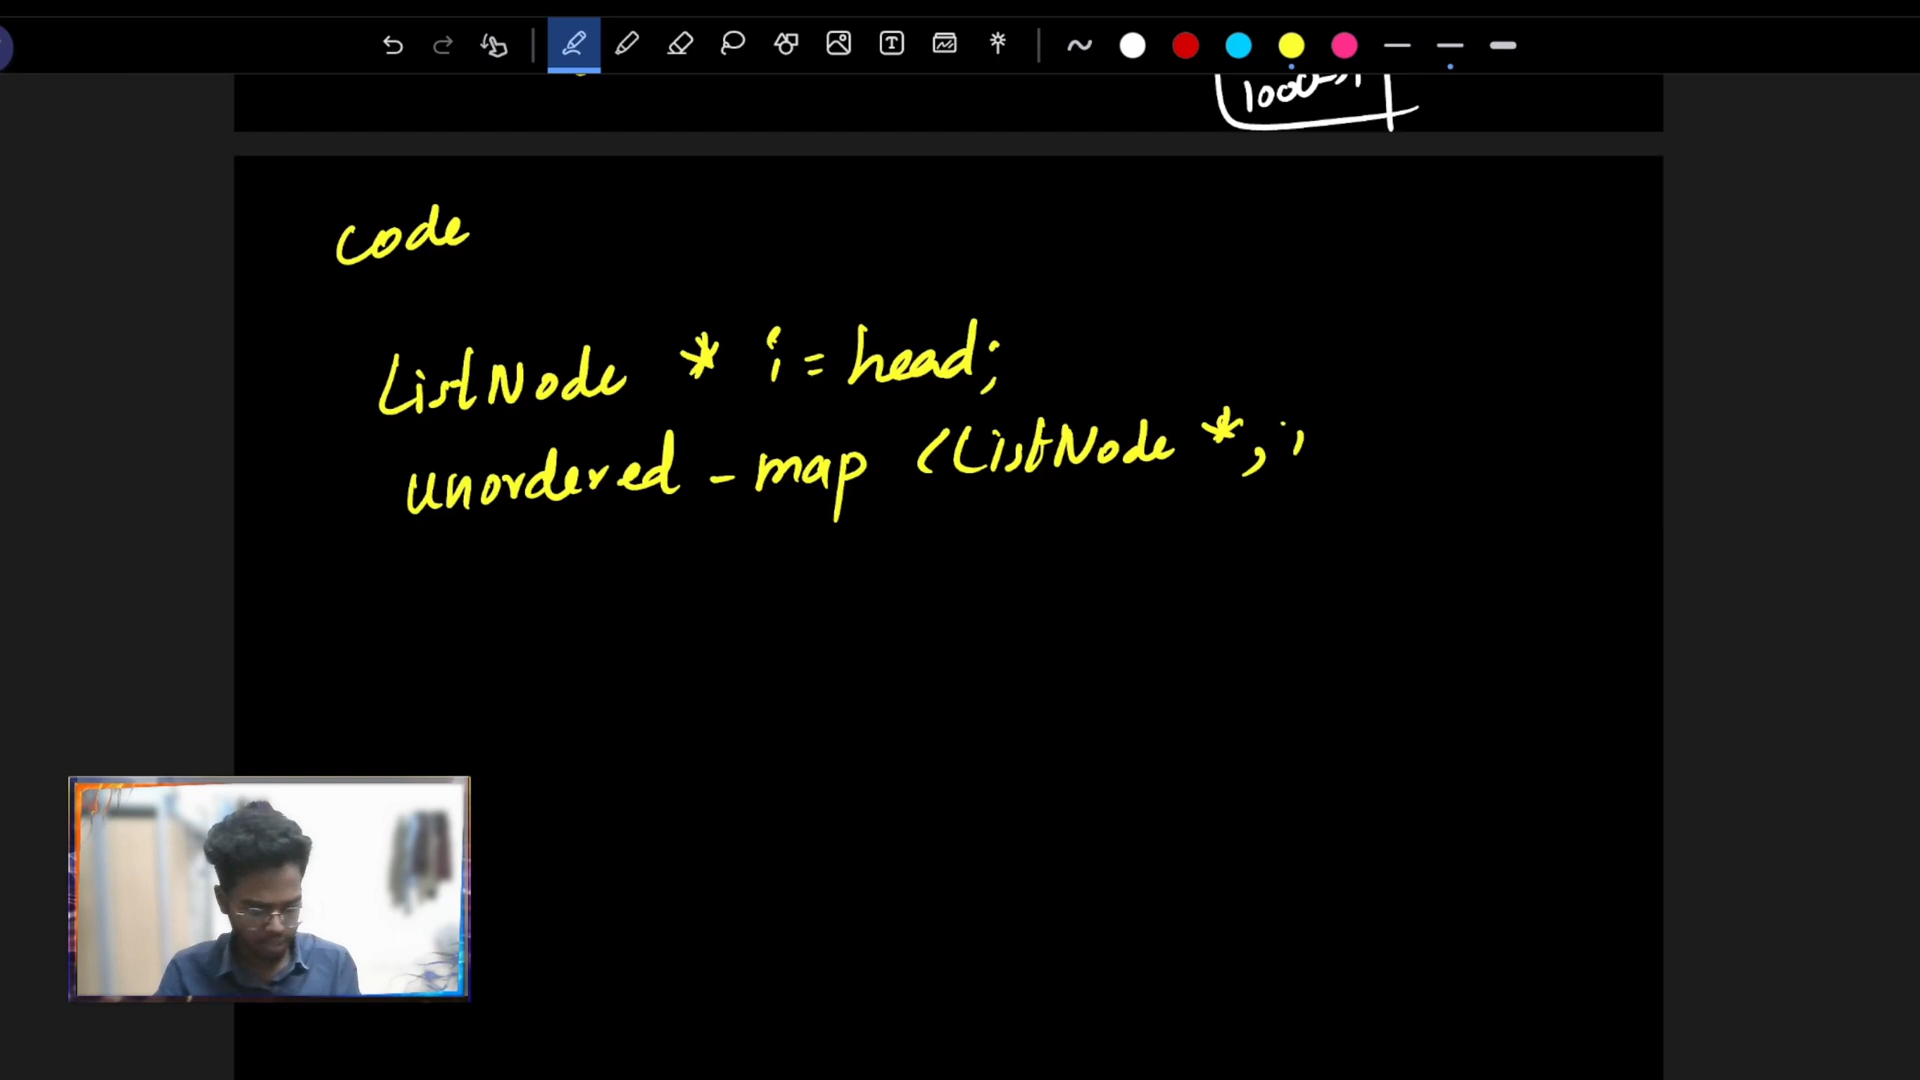 code
ListNode * i = head;
unordered - map <ListNode *, i